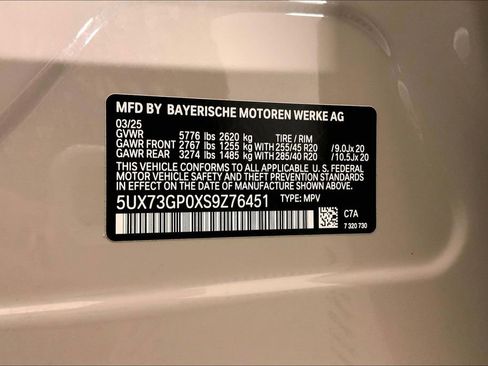 MFD BY BAYERISCHE MOTOREN WERKE AG
03/25
GVWR 5776 lbs 2620 kg TIRE / RIM
GAWR FRONT 2767 lbs 1255 kg WITH 255/45 R20 /9.0Jx 20
GAWR REAR 3274 lbs 1485 kg WITH 285/40 R20 /10.5Jx 20
THIS VEHICLE CONFORMS TO ALL APPLICABLE U. S. FEDERAL
MOTOR VEHICLE SAFETY AND THEFT PREVENTION STANDARDS
IN EFFECT ON THE DATE OF MANUFACTURE SHOWN ABOVE.
5UX73GP0XS9Z76451 TYPE: MPV
C7A
7 320 730